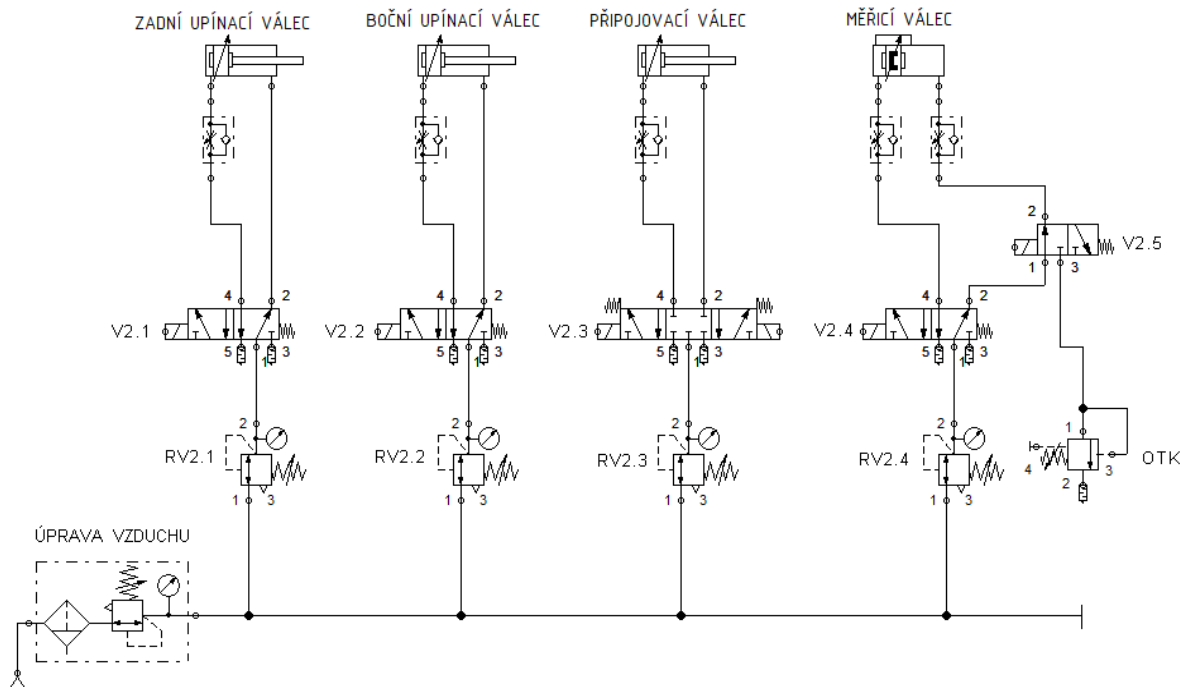 ZADNÍ UPÍNACÍ VÁLEC
BOČNÍ UPÍNACÍ VÁLEC
PŘIPOJOVACÍ VÁLEC
MĚŘICÍ VÁLEC
2
V2.5
1 3
4 2
4 2
4 2
4 2
V2.1
V2.2
V2.3
V2.4
5 1 3
5 1 3
5 1 3
5 1 3
2
2
2
2
1
RV2.1
RV2.2
RV2.3
RV2.4
OTK
4 2 3
1 3
1 3
1 3
1 3
ÚPRAVA VZDUCHU